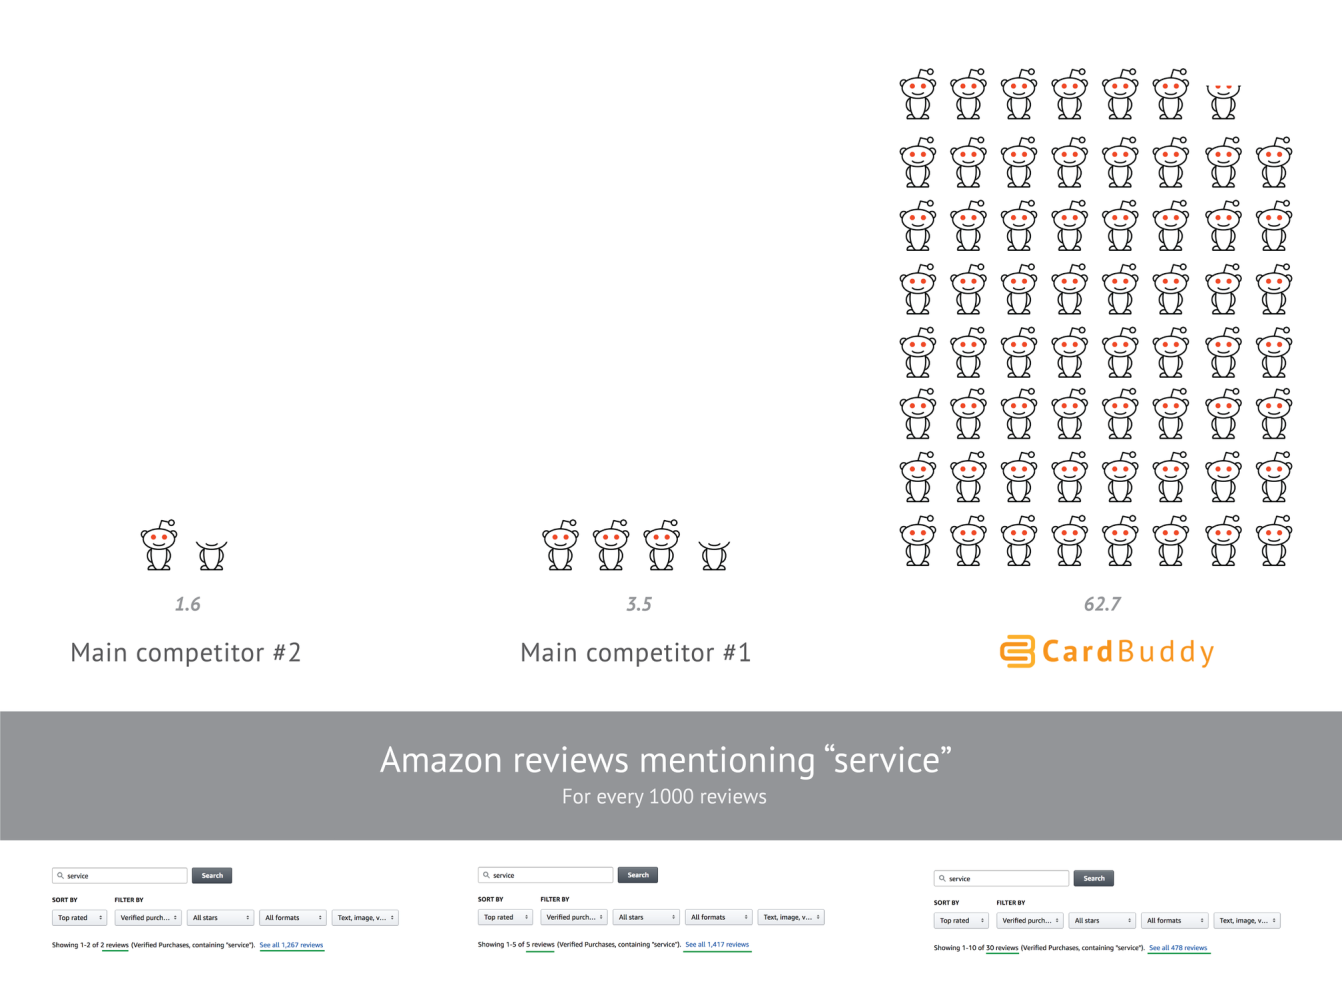 1.6
3.5
62.7
Main competitor #2
Main competitor #1
CardBuddy
Amazon reviews mentioning “service”
For every 1000 reviews
service
Search
SORT BY
FILTER BY
Top rated
Verified purch...
All stars
All formats
Text, image, v...
Showing 1-2 of 2 reviews (Verified Purchases, containing "service"). See all 1,267 reviews
service
Search
SORT BY
FILTER BY
Top rated
Verified purch...
All stars
All formats
Text, image, v...
Showing 1-5 of 5 reviews (Verified Purchases, containing "service"). See all 1,417 reviews
service
Search
SORT BY
FILTER BY
Top rated
Verified purch...
All stars
All formats
Text, image, v...
Showing 1-10 of 30 reviews (Verified Purchases, containing "service"). See all 478 reviews